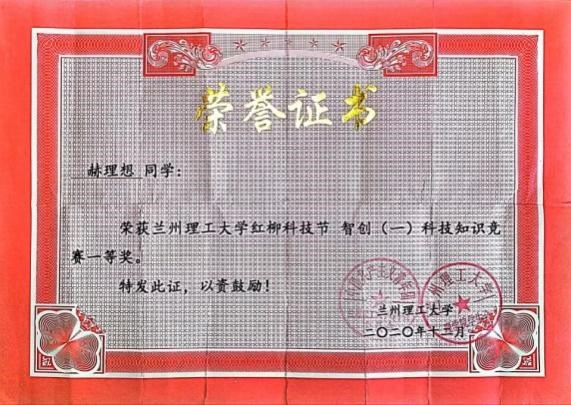 荣誉证书
赫理想 同学：
荣获兰州理工大学红柳科技节 智创（一）科技知识竞
赛一等奖。
特发此证，以资鼓励！
兰州理工大学
二〇二〇年十二月